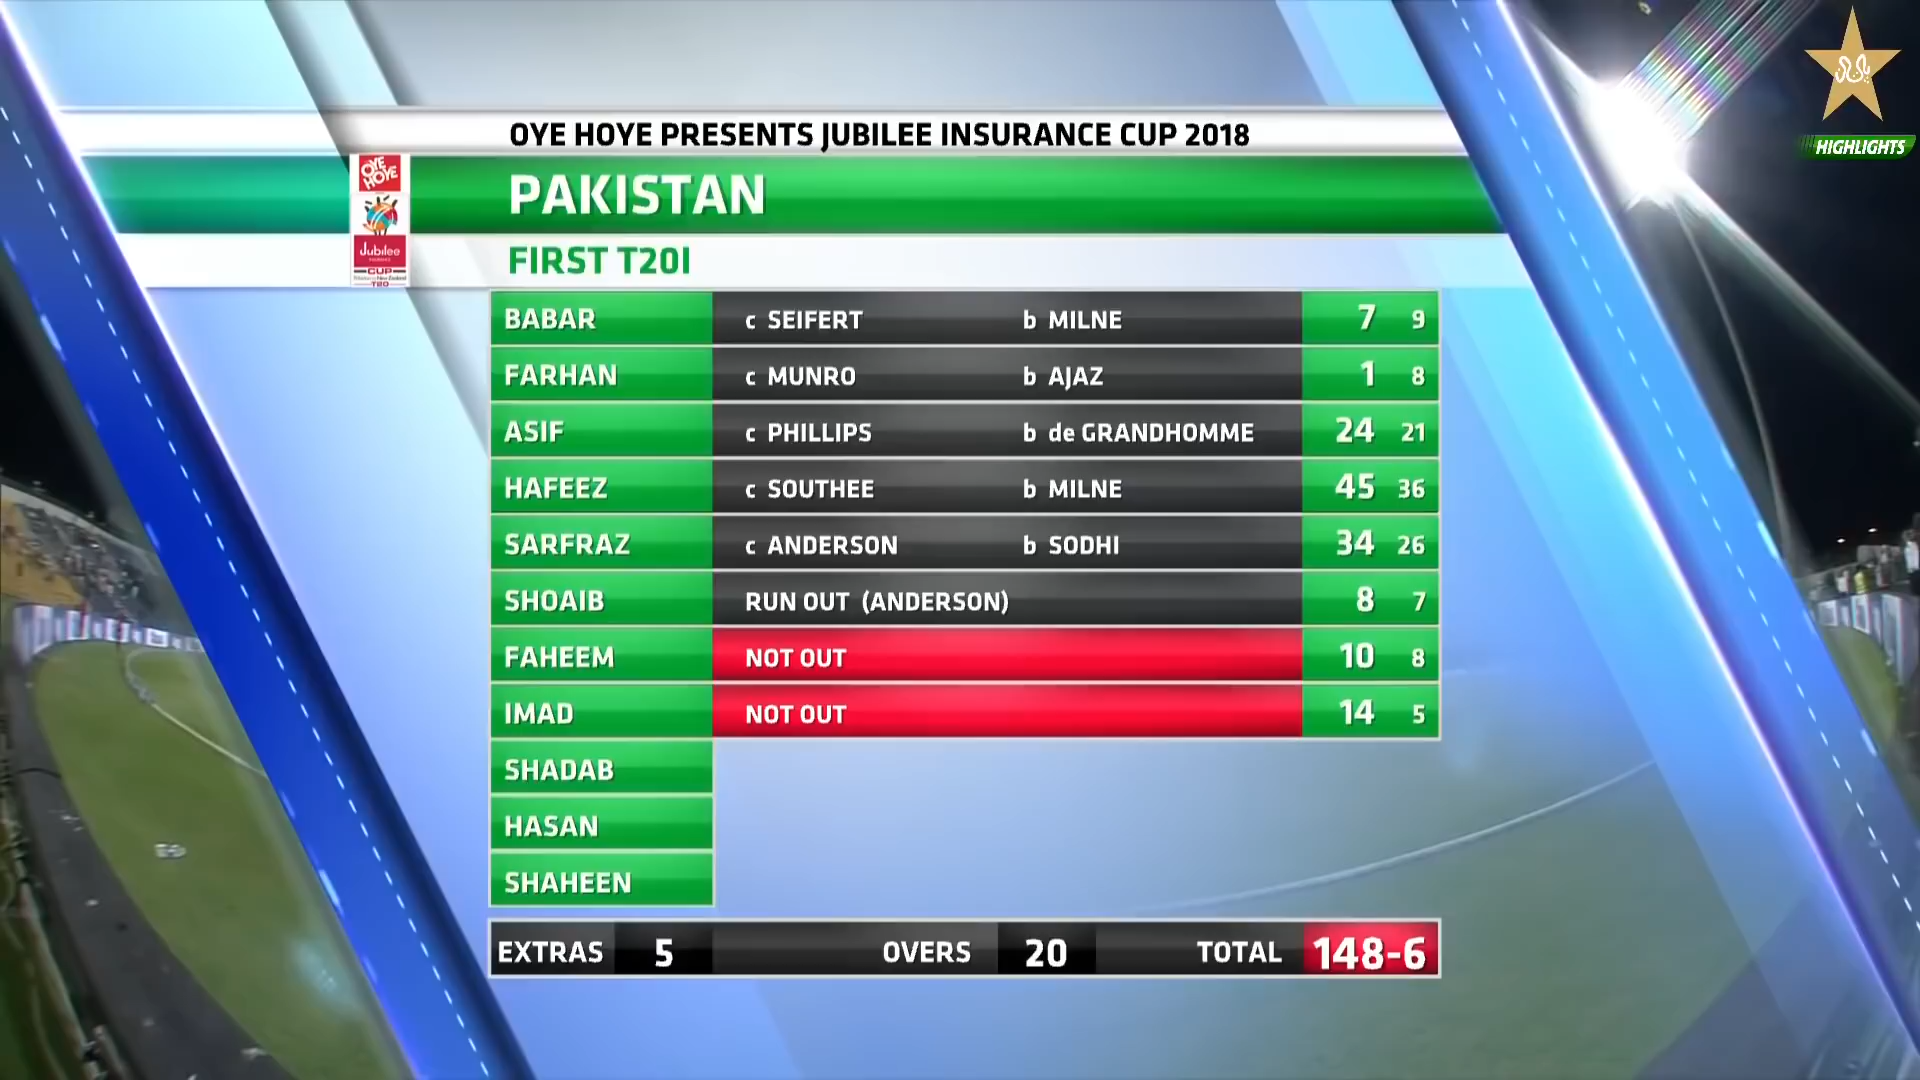 HIGHLIGHTS
OYE HOYE PRESENTS JUBILEE INSURANCE CUP 2018
OYE HOYE
PAKISTAN
Jubilee
INSURANCE
CUP
T20
FIRST T20I
BABAR c SEIFERT b MILNE 7 9
FARHAN c MUNRO b AJAZ 1 8
ASIF c PHILLIPS b de GRANDHOMME 24 21
HAFEEZ c SOUTHEE b MILNE 45 36
SARFRAZ c ANDERSON b SODHI 34 26
SHOAIB RUN OUT (ANDERSON) 8 7
FAHEEM NOT OUT 10 8
IMAD NOT OUT 14 5
SHADAB
HASAN
SHAHEEN
EXTRAS 5 OVERS 20 TOTAL 148-6